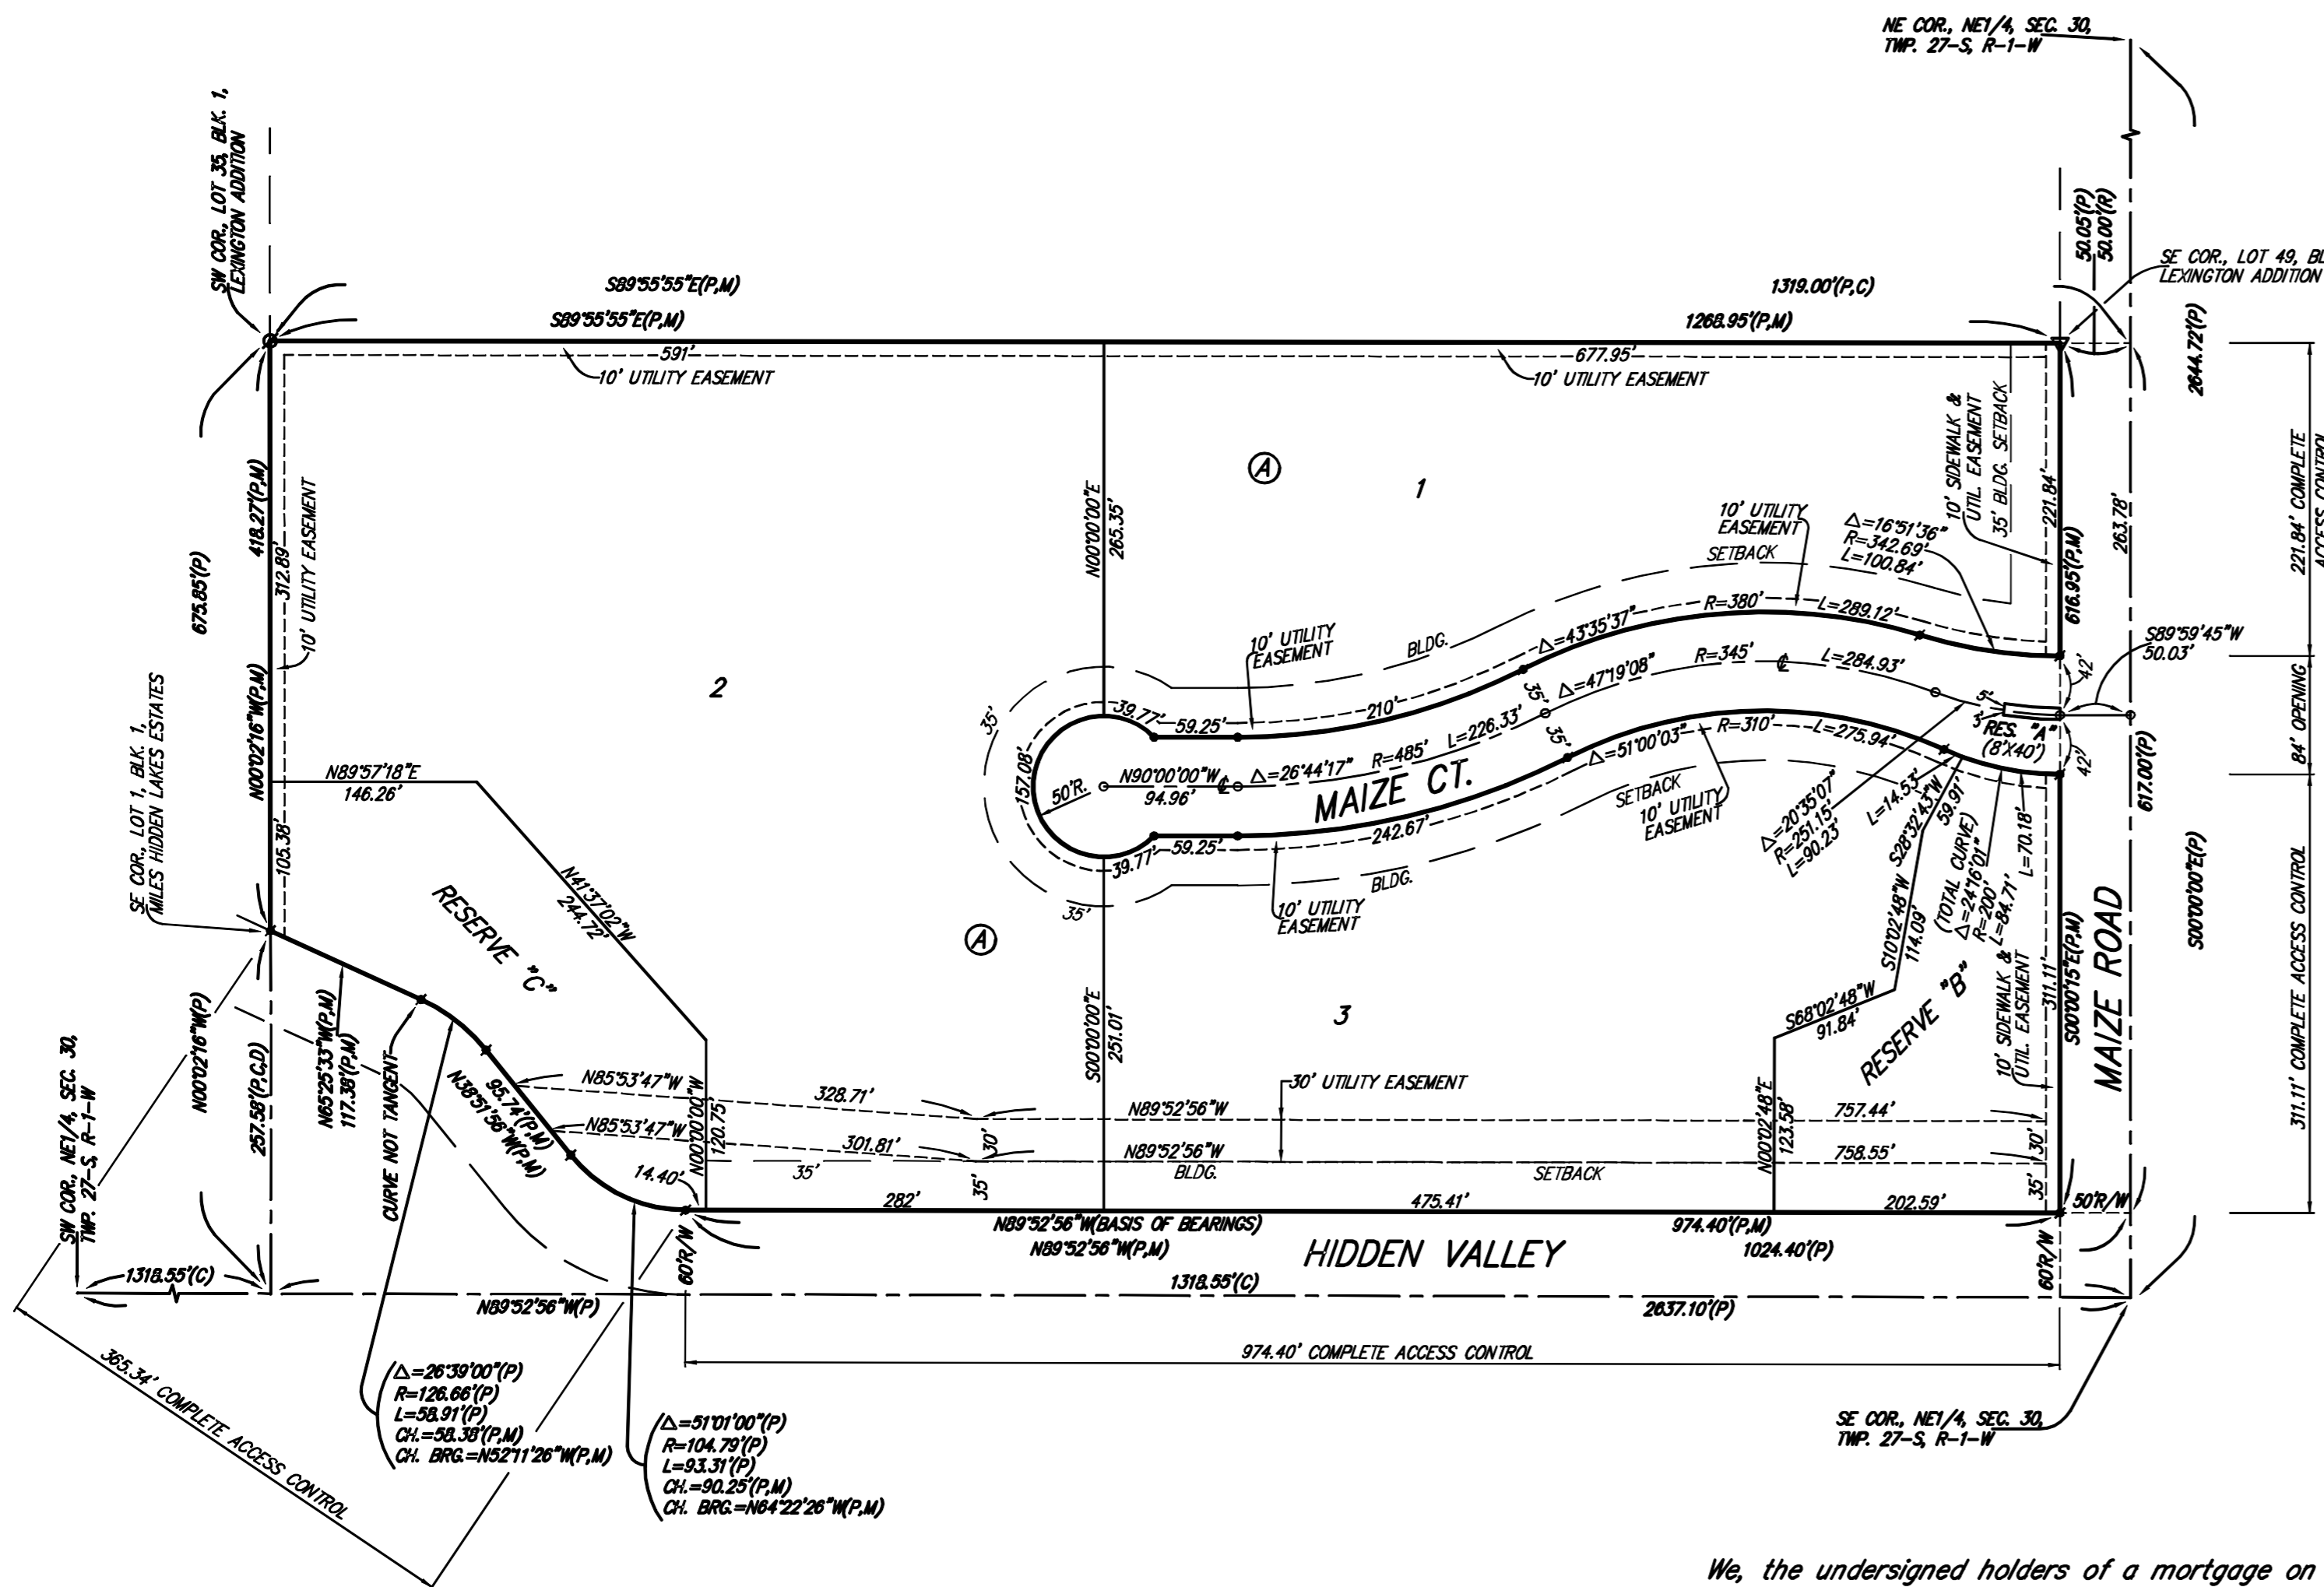 NE COR., NE1/4, SEC. 30,
TWP. 27-S, R-1-W
SW COR., LOT 35, BLK. 1,
LEXINGTON ADDITION
50.05'(P)
50.00'(R)
SE COR., LOT 49, BL
LEXINGTON ADDITION
S89°55'55"E(P,M)
1319.00'(P,C)
S89°55'55"E(P,M)
1268.95'(P,M)
591'
677.95'
10' UTILITY EASEMENT
10' UTILITY EASEMENT
2644.72'(P)
221.84' COMPLETE
ACCESS CONTROL
10' SIDEWALK &
UTIL. EASEMENT
35' BLDG. SETBACK
221.84'
263.78'
616.95'(P,M)
418.27'(P,M)
312.89'
10' UTILITY EASEMENT
675.85'(P)
N00°02'16"W(P,M)
105.38'
N00°00'00"E
265.35'
A
1
2
10' UTILITY
EASEMENT
SETBACK
Δ=16°51'36"
R=342.69'
L=100.84'
Δ=43°35'37"
R=380'
L=289.12'
10' UTILITY
EASEMENT
BLDG.
S89°59'45"W
50.03'
84' OPENING
42'
42'
5'
3'
RES. "A"
(8'X40')
617.00'(P)
Δ=47°19'08"
R=345'
℄
L=284.93'
35'
35'
210'
39.77'
59.25'
35'
157.08'
50'R.
N90°00'00"W
94.96'
℄
Δ=26°44'17"
R=485'
L=226.33'
MAIZE CT.
Δ=51°00'03"
R=310'
L=275.94'
SETBACK
10' UTILITY
EASEMENT
242.67'
59.25'
39.77'
35'
BLDG.
10' UTILITY
EASEMENT
Δ=20°35'07"
R=251.15'
L=90.23'
L=14.53'
S28°32'43"W
59.91'
S10°02'48"W
114.09'
(TOTAL CURVE)
Δ=24°16'01"
R=200'
L=84.71'
L=70.18'
SE COR., LOT 1, BLK. 1,
MILES HIDDEN LAKES ESTATES
N89°57'18"E
146.26'
N41°37'02"W
244.72'
RESERVE "C"
A
3
S00°00'00"E
251.01'
S68°02'48"W
91.84'
RESERVE "B"
N00°02'48"E
123.58'
10' SIDEWALK &
UTIL. EASEMENT
311.11'
S00°00'15"E(P,M)
MAIZE ROAD
S00°00'00"E(P)
311.11' COMPLETE ACCESS CONTROL
SW COR., NE1/4, SEC. 30,
TWP. 27-S, R-1-W
N00°02'16"W(P)
257.58'(P,C,D)
N65°25'33"W(P,M)
117.38'(P,M)
CURVE NOT TANGENT
95.74'(P,M)
N38°51'56"W(P,M)
N85°53'47"W
328.71'
N85°53'47"W
301.81'
N00°00'00"W
120.75'
30' UTILITY EASEMENT
N89°52'56"W
757.44'
30'
30'
N89°52'56"W
758.55'
35'
BLDG.
SETBACK
35'
35'
14.40'
282'
475.41'
202.59'
50'R/W
N89°52'56"W(BASIS OF BEARINGS)
974.40'(P,M)
N89°52'56"W(P,M)
HIDDEN VALLEY
1024.40'(P)
60'R/W
60'R/W
1318.55'(C)
1318.55'(C)
N89°52'56"W(P)
2637.10'(P)
974.40' COMPLETE ACCESS CONTROL
365.34' COMPLETE ACCESS CONTROL
Δ=26°39'00"(P)
R=126.66'(P)
L=58.91'(P)
CH.=58.38'(P,M)
CH. BRG.=N52°11'26"W(P,M)
Δ=51°01'00"(P)
R=104.79'(P)
L=93.31'(P)
CH.=90.25'(P,M)
CH. BRG.=N64°22'26"W(P,M)
SE COR., NE1/4, SEC. 30,
TWP. 27-S, R-1-W
We, the undersigned holders of a mortgage on